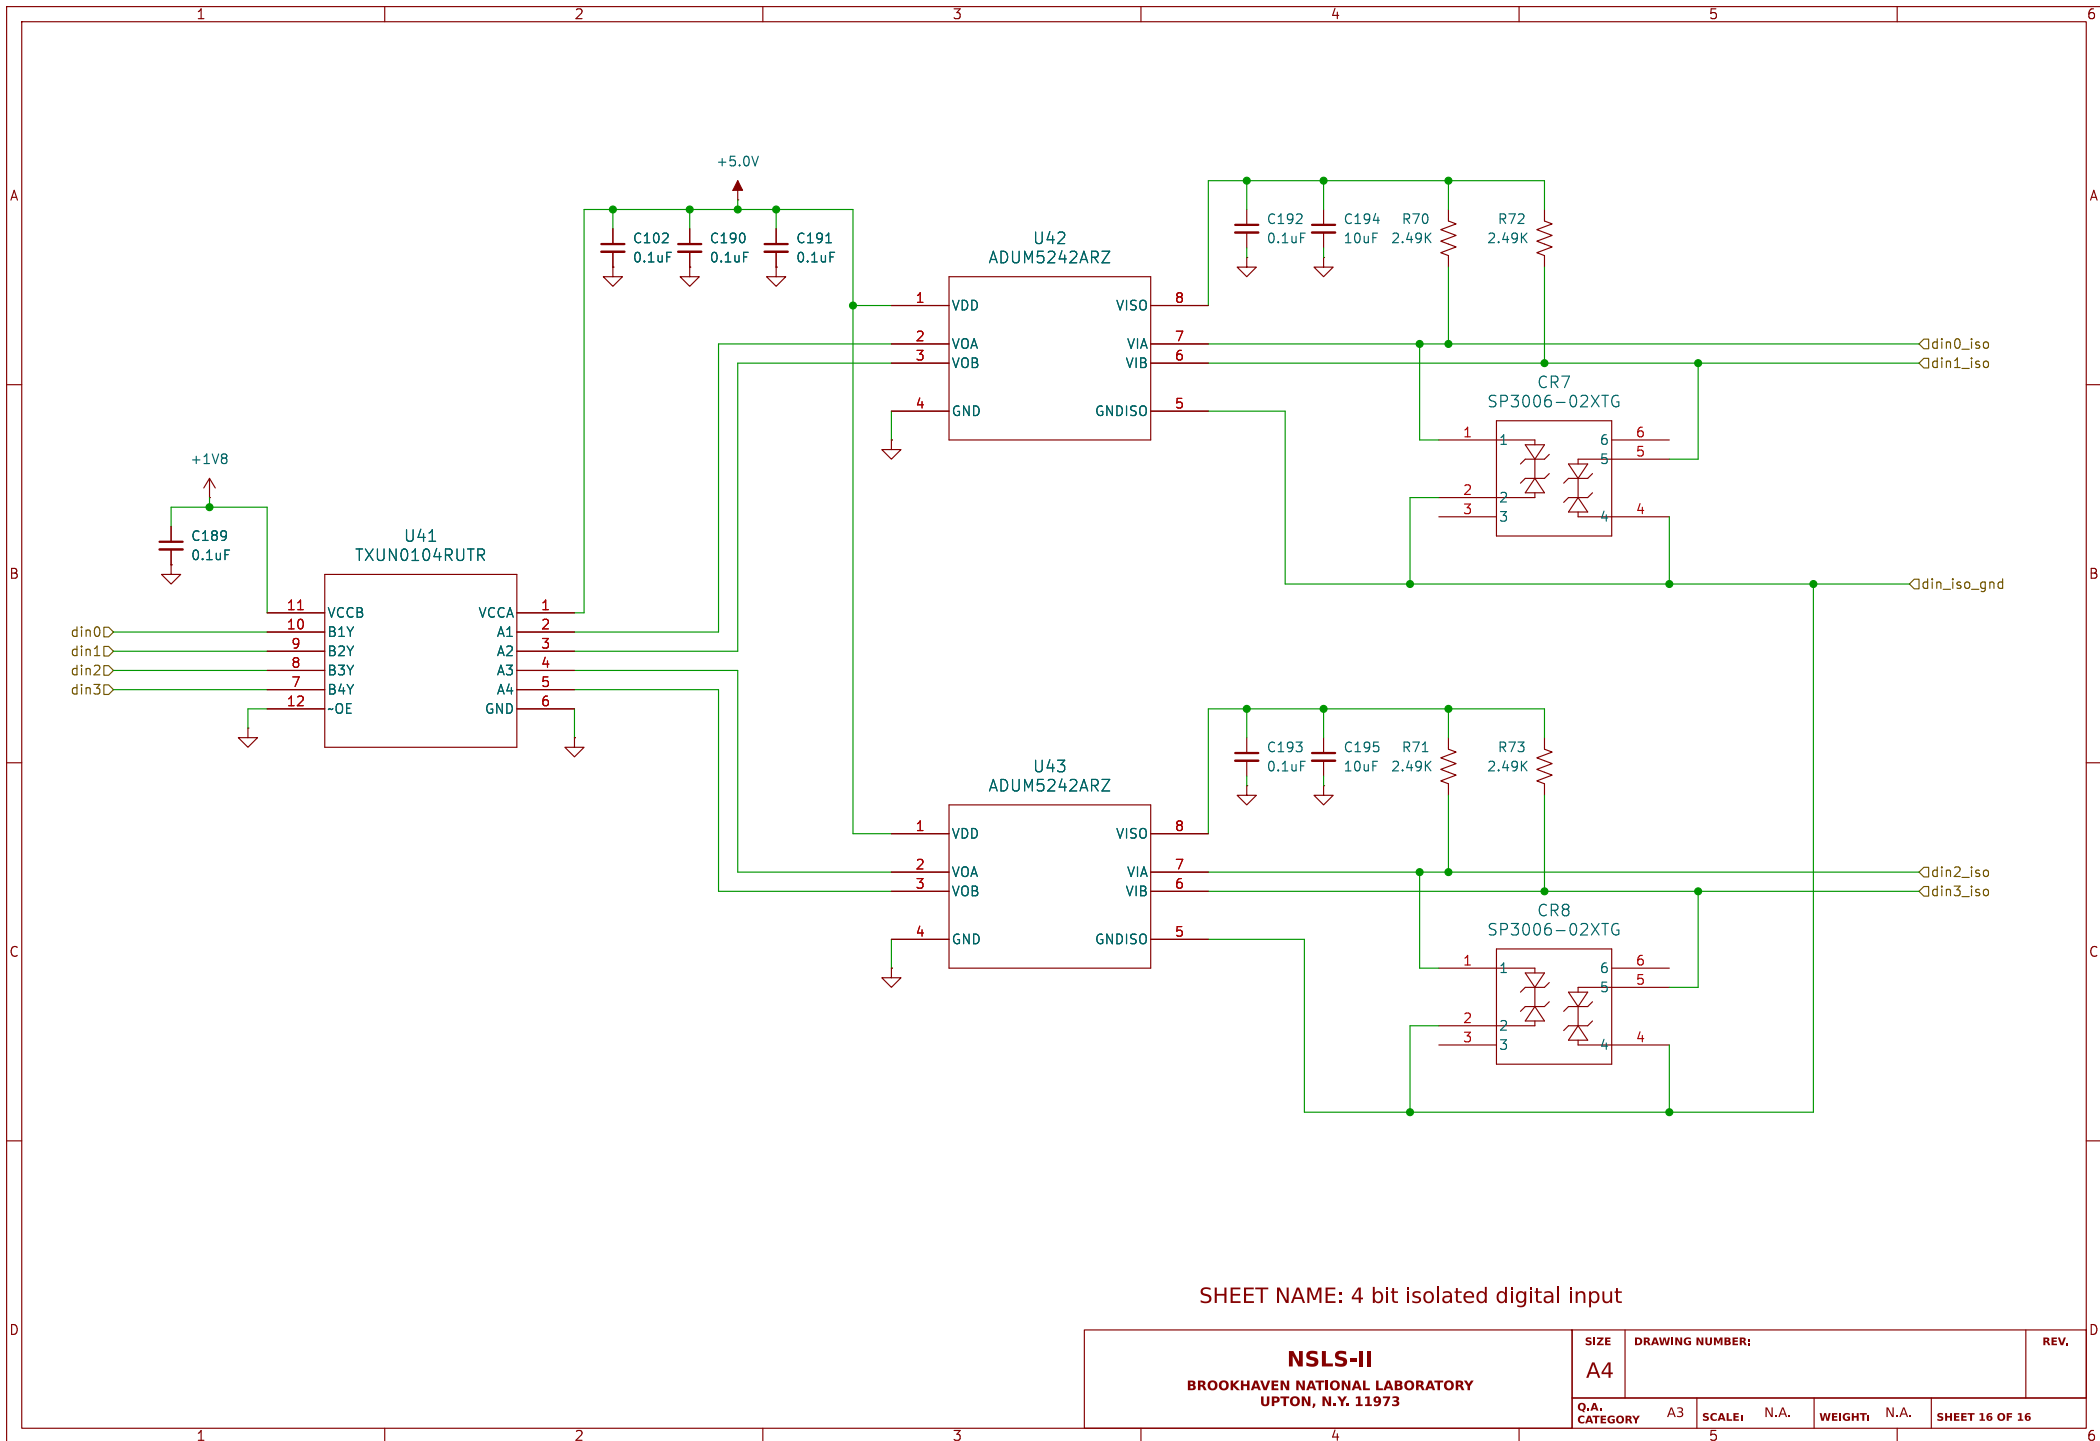 1 2 3 4 5 6
A A
B B
C C
D D
+5.0V
C102
0.1uF
C190
0.1uF
C191
0.1uF
U42
ADUM5242ARZ
1 VDD
2 VOA
3 VOB
4 GND
VISO 8
VIA 7
VIB 6
GNDISO 5
C192
0.1uF
C194
10uF
R70
2.49K
R72
2.49K
din0_iso
din1_iso
CR7
SP3006-02XTG
1 1
2 2
3 3
6 6
5 5
4 4
din_iso_gnd
+1V8
C189
0.1uF
U41
TXUN0104RUTR
11 VCCB
din0 10 B1Y
din1 9 B2Y
din2 8 B3Y
din3 7 B4Y
12 ~OE
VCCA 1
A1 2
A2 3
A3 4
A4 5
GND 6
U43
ADUM5242ARZ
1 VDD
2 VOA
3 VOB
4 GND
VISO 8
VIA 7
VIB 6
GNDISO 5
C193
0.1uF
C195
10uF
R71
2.49K
R73
2.49K
din2_iso
din3_iso
CR8
SP3006-02XTG
1 1
2 2
3 3
6 6
5 5
4 4
SHEET NAME: 4 bit isolated digital input
NSLS-II
BROOKHAVEN NATIONAL LABORATORY
UPTON, N.Y. 11973
SIZE
A4
DRAWING NUMBER:
REV.
Q.A.
CATEGORY A3
SCALE: N.A.
WEIGHT: N.A.
SHEET 16 OF 16
1 2 3 4 5 6